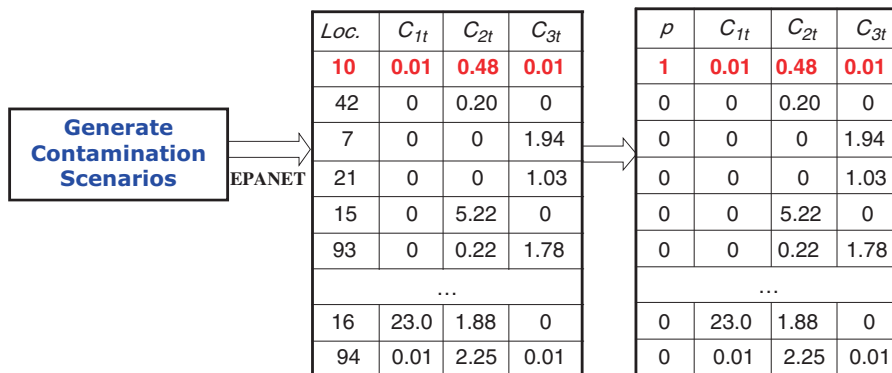 Generate
Contamination
Scenarios
EPANET
Loc. C1t C2t C3t
10 0.01 0.48 0.01
42 0 0.20 0
7 0 0 1.94
21 0 0 1.03
15 0 5.22 0
93 0 0.22 1.78
...
16 23.0 1.88 0
94 0.01 2.25 0.01
p C1t C2t C3t
1 0.01 0.48 0.01
0 0 0.20 0
0 0 0 1.94
0 0 0 1.03
0 0 5.22 0
0 0 0.22 1.78
...
0 23.0 1.88 0
0 0.01 2.25 0.01